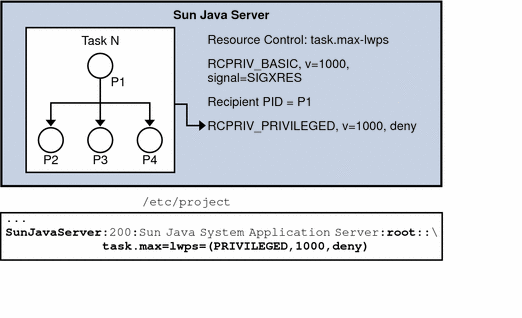 Sun Java Server
Task N
P1
P2
P3
P4
Resource Control: task.max-lwps
RCPRIV_BASIC, v=1000,
signal=SIGXRES
Recipient PID = P1
RCPRIV_PRIVILEGED, v=1000, deny
/etc/project
...
SunJavaServer:200:Sun Java System Application Server:root::\
task.max=lwps=(PRIVILEGED,1000,deny)